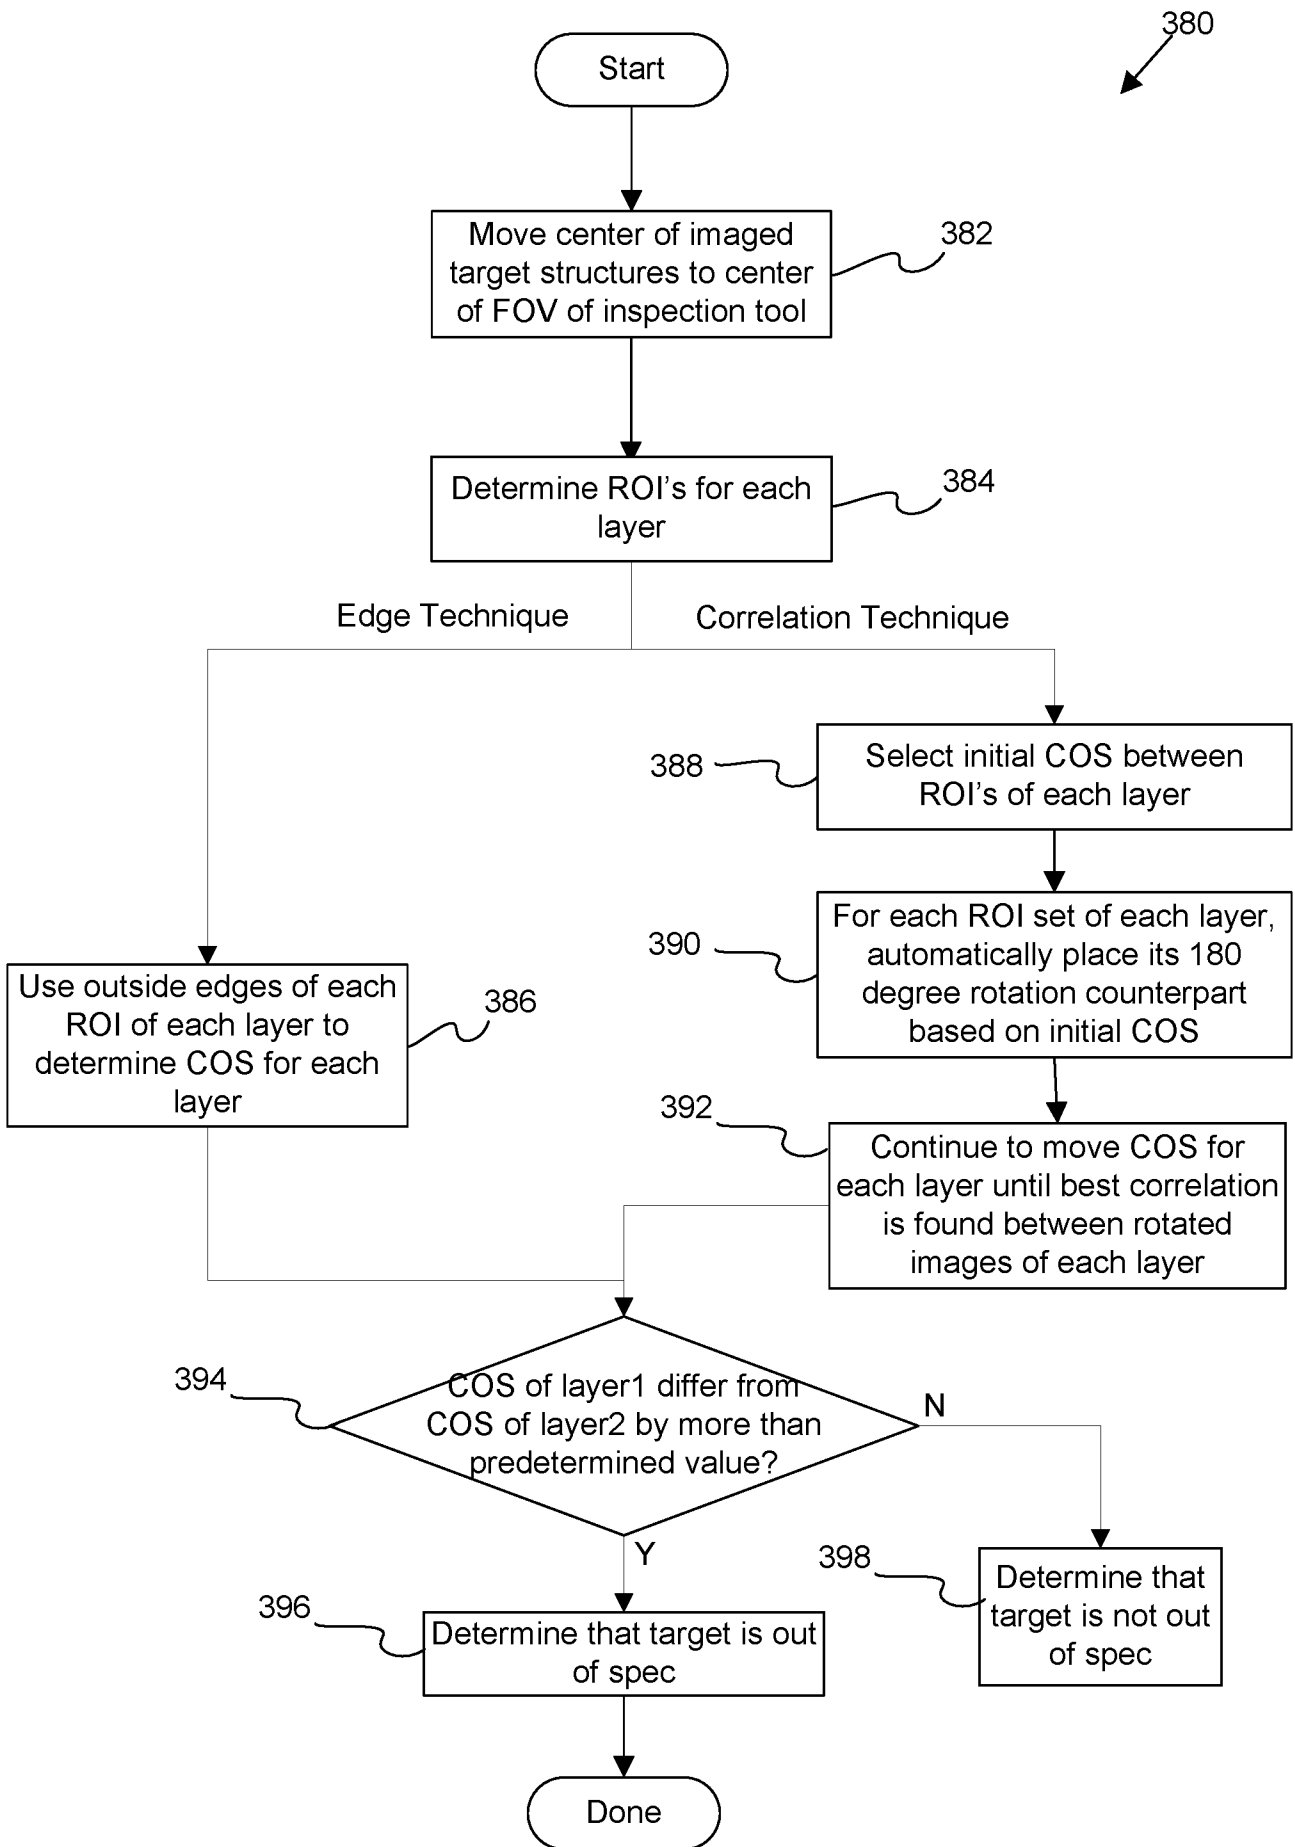 380
Start
Move center of imaged
target structures to center
of FOV of inspection tool
382
Determine ROI's for each
layer
384
Edge Technique
Correlation Technique
388
Select initial COS between
ROI's of each layer
390
For each ROI set of each layer,
automatically place its 180
degree rotation counterpart
based on initial COS
Use outside edges of each
ROI of each layer to
determine COS for each
layer
386
392
Continue to move COS for
each layer until best correlation
is found between rotated
images of each layer
394
COS of layer1 differ from
COS of layer2 by more than
predetermined value?
N
Y
396
Determine that target is out
of spec
398
Determine that
target is not out
of spec
Done